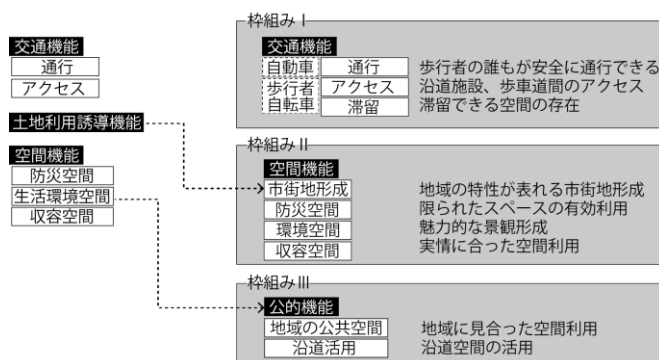 交通機能
通行
アクセス
土地利用誘導機能
空間機能
防災空間
生活環境空間
収容空間
枠組みⅠ
交通機能
自動車 通行 歩行者の誰もが安全に通行できる
歩行者 アクセス 沿道施設、歩車道間のアクセス
自転車 滞留 滞留できる空間の存在
枠組みⅡ
空間機能
市街地形成 地域の特性が表れる市街地形成
防災空間 限られたスペースの有効利用
環境空間 魅力的な景観形成
収容空間 実情に合った空間利用
枠組みⅢ
公的機能
地域の公共空間 地域に見合った空間利用
沿道活用 沿道空間の活用